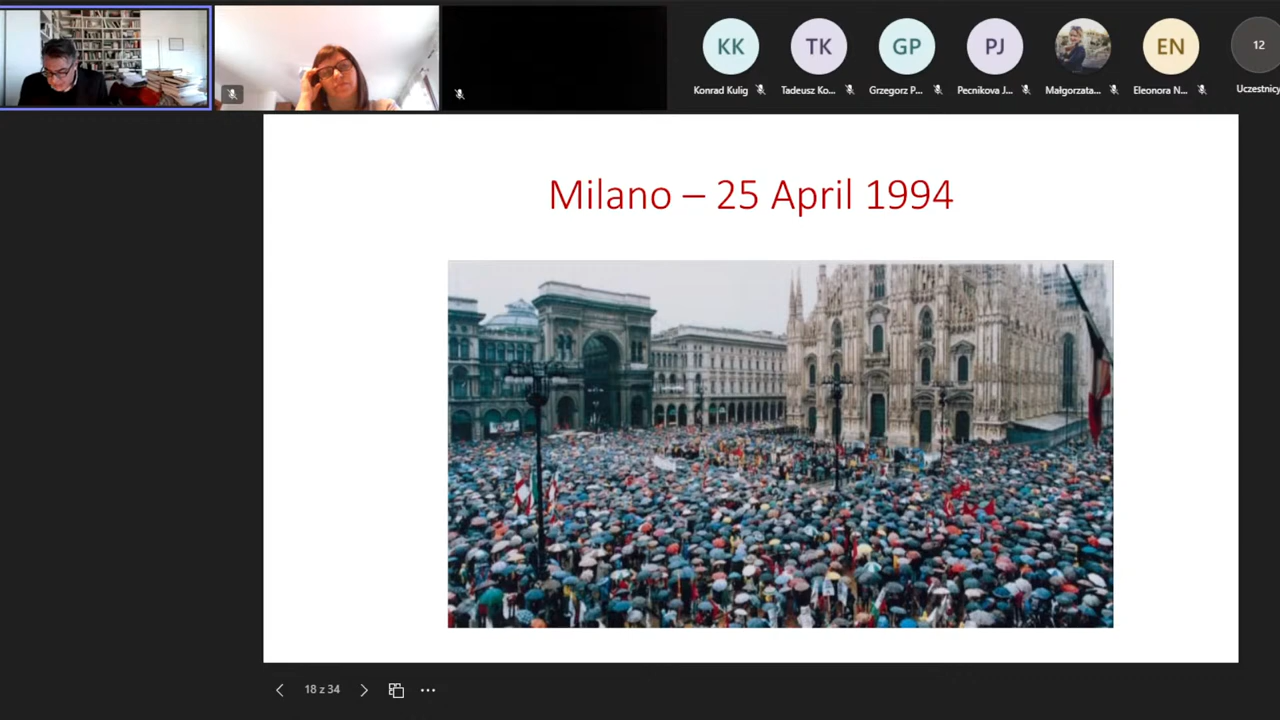 KK
TK
GP
PJ
EN
12
Konrad Kulig
Tadeusz Ko...
Grzegorz P...
Pecnikova J...
Małgorzata...
Eleonora N...
Uczestnicy
Milano – 25 April 1994
18 z 34